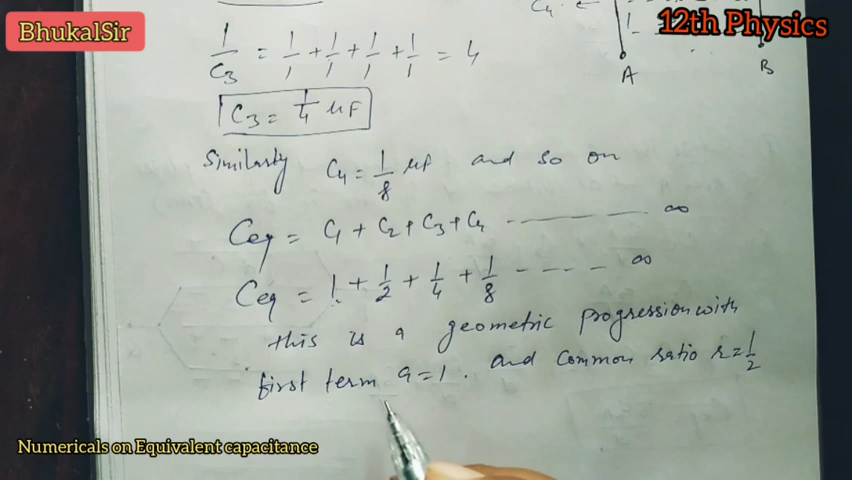 BhukalSir
12th Physics
C4
A
B
1/C3 = 1/1 + 1/1 + 1/1 + 1/1 = 4
C3 = 1/4 μF
Similarly C4 = 1/8 μf and so on
Ceq = C1 + C2 + C3 + C4 ------ ∞
Ceq = 1 + 1/2 + 1/4 + 1/8 ---- ∞
this is a geometric progression with
first term a = 1. and common ratio r = 1/2
Numericals on Equivalent capacitance